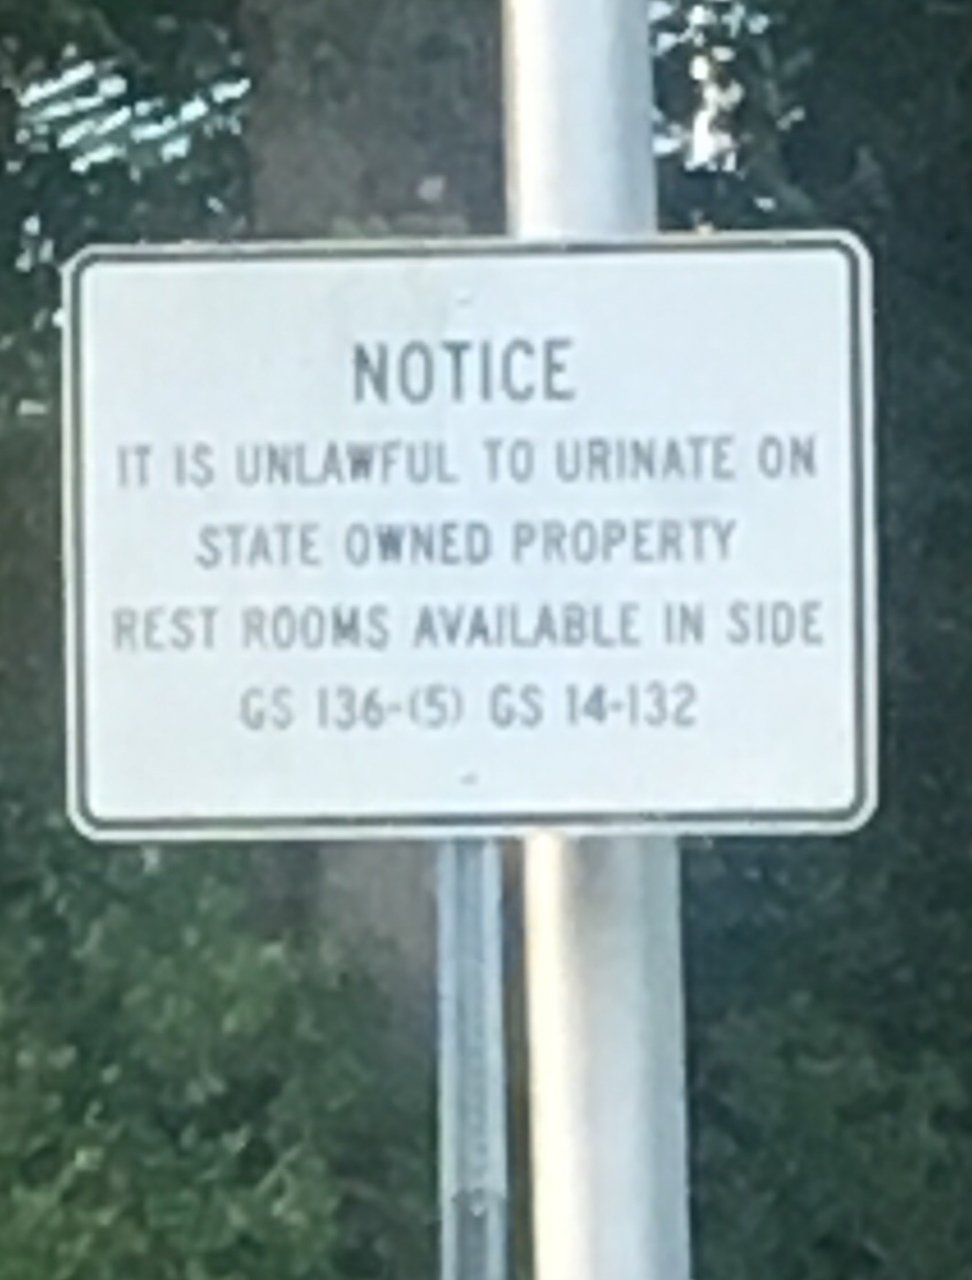 NOTICE
IT IS UNLAWFUL TO URINATE ON
STATE OWNED PROPERTY
REST ROOMS AVAILABLE IN SIDE
GS 136-(5) GS 14-132